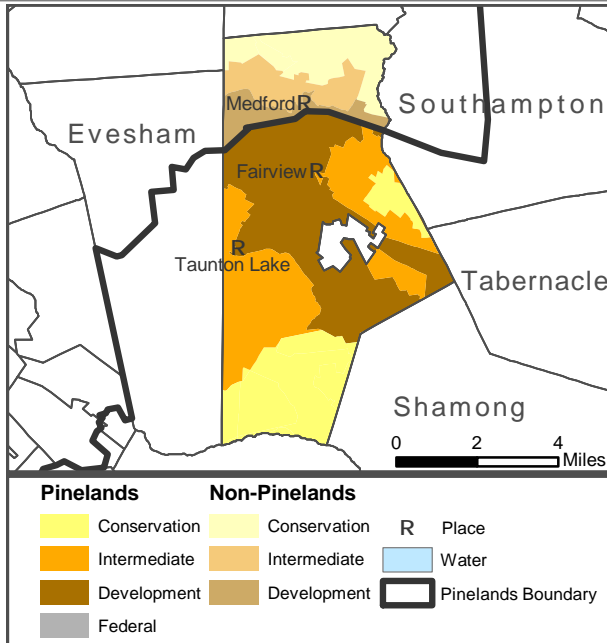 Medford R
Southampton
Evesham
Fairview R
R
Taunton Lake
Tabernacle
Shamong
0 2 4
Miles
Pinelands Non-Pinelands
Conservation Conservation R Place
Intermediate Intermediate Water
Development Development Pinelands Boundary
Federal